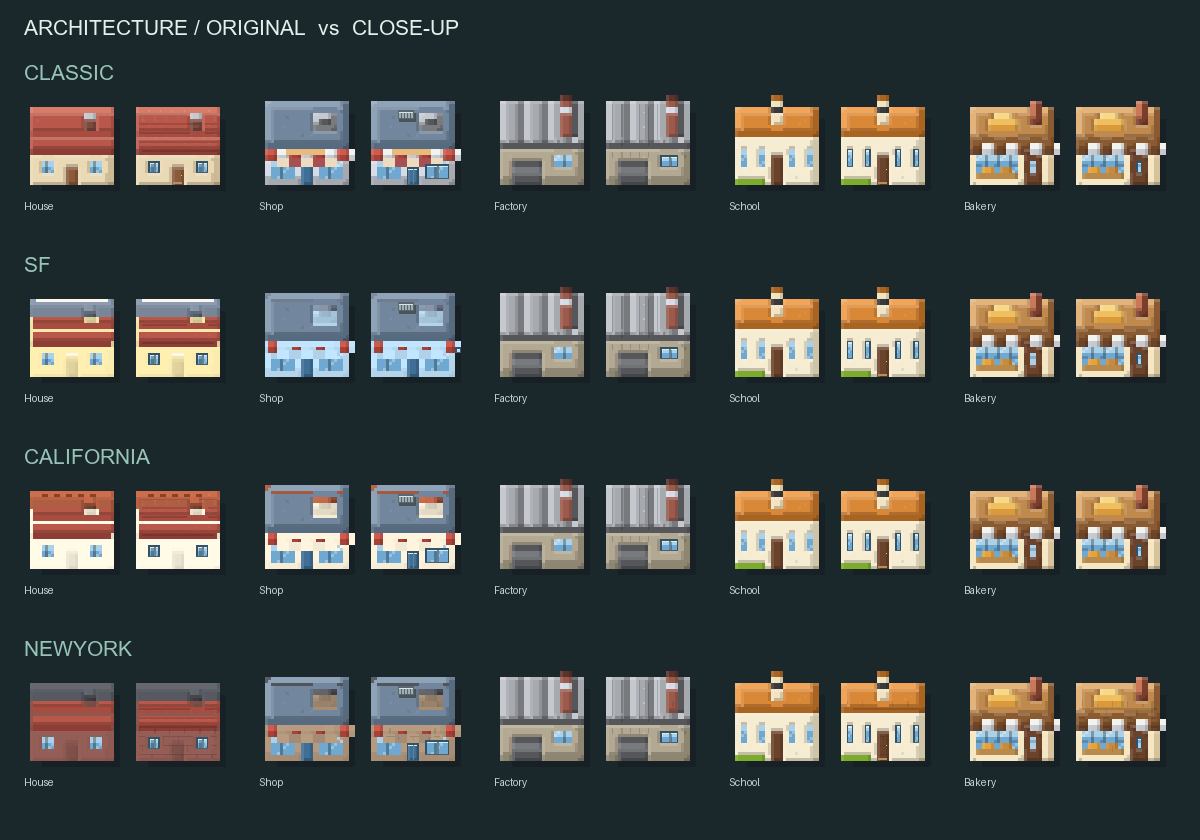 ARCHITECTURE / ORIGINAL vs CLOSE-UP
CLASSIC
House Shop Factory School Bakery
SF
House Shop Factory School Bakery
CALIFORNIA
House Shop Factory School Bakery
NEWYORK
House Shop Factory School Bakery